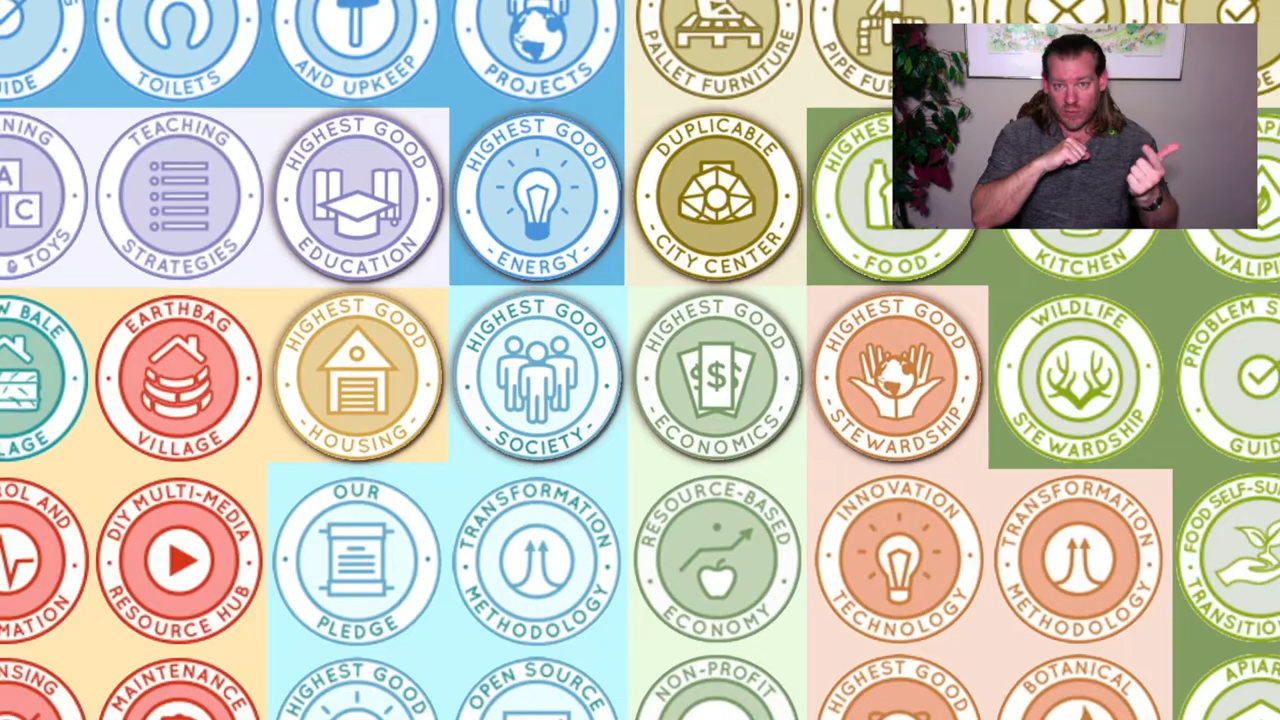 TOILETS
AND UPKEEP
PROJECTS
PALLET FURNITURE
TEACHING
STRATEGIES
HIGHEST GOOD
EDUCATION
HIGHEST GOOD
- ENERGY -
DUPLICABLE
- CITY CENTER -
- FOOD -
KITCHEN
A
C
& TOYS
EARTHBAG
VILLAGE
HIGHEST GOOD
- HOUSING -
HIGHEST GOOD
- SOCIETY -
HIGHEST GOOD
$ $ $
- ECONOMICS -
HIGHEST GOOD
- STEWARDSHIP -
WILDLIFE
STEWARDSHIP
PROBLEM
DIY MULTI-MEDIA
RESOURCE HUB
OUR
PLEDGE
TRANSFORMATION
METHODOLOGY
RESOURCE-BASED
ECONOMY
INNOVATION
TECHNOLOGY
TRANSFORMATION
METHODOLOGY
MAINTENANCE
HIGHEST GOOD
OPEN SOURCE
NON-PROFIT
HIGHEST GOOD
BOTANICAL